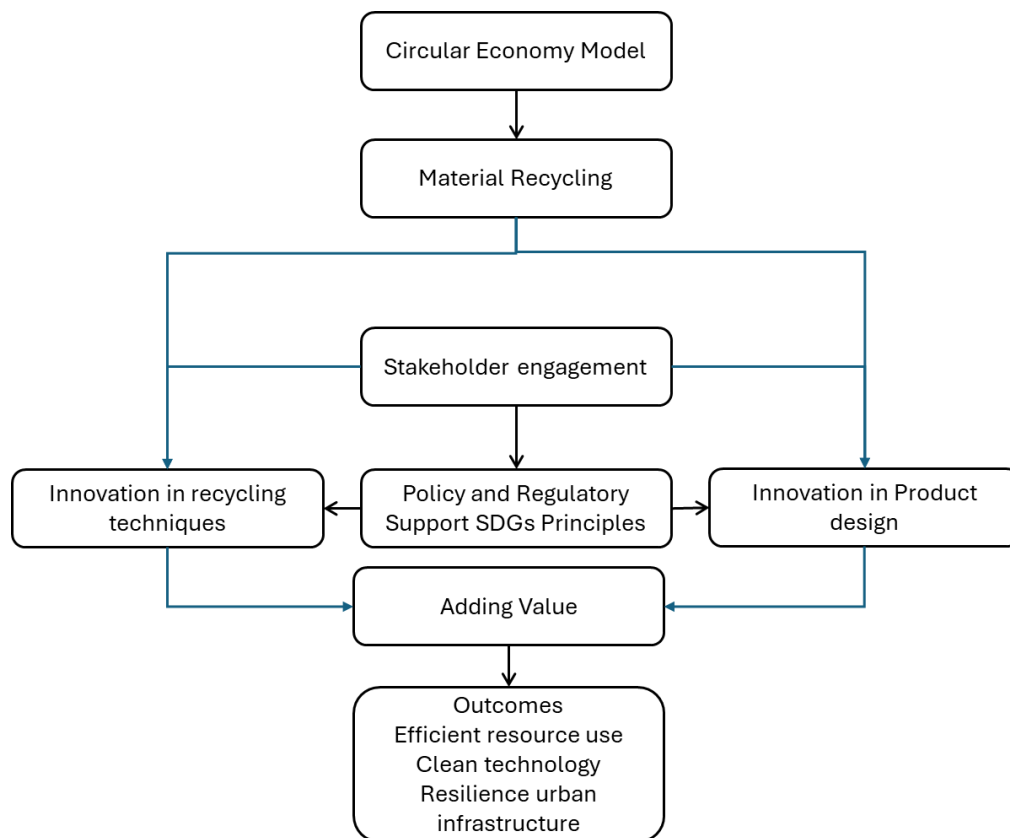 Circular Economy Model
Material Recycling
Stakeholder engagement
Innovation in recycling
techniques
Policy and Regulatory
Support SDGs Principles
Innovation in Product
design
Adding Value
Outcomes
Efficient resource use
Clean technology
Resilience urban
infrastructure